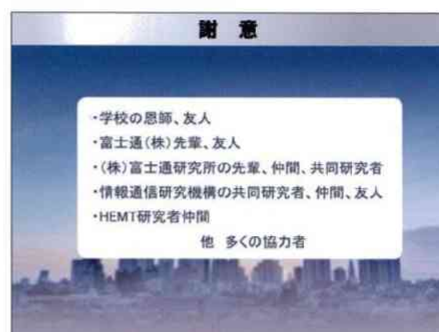 謝 意
・学校の恩師、友人
・富士通(株)先輩、友人
・(株)富士通研究所の先輩、仲間、共同研究者
・情報通信研究機構の共同研究者、仲間、友人
・HEMT研究者仲間
他 多くの協力者